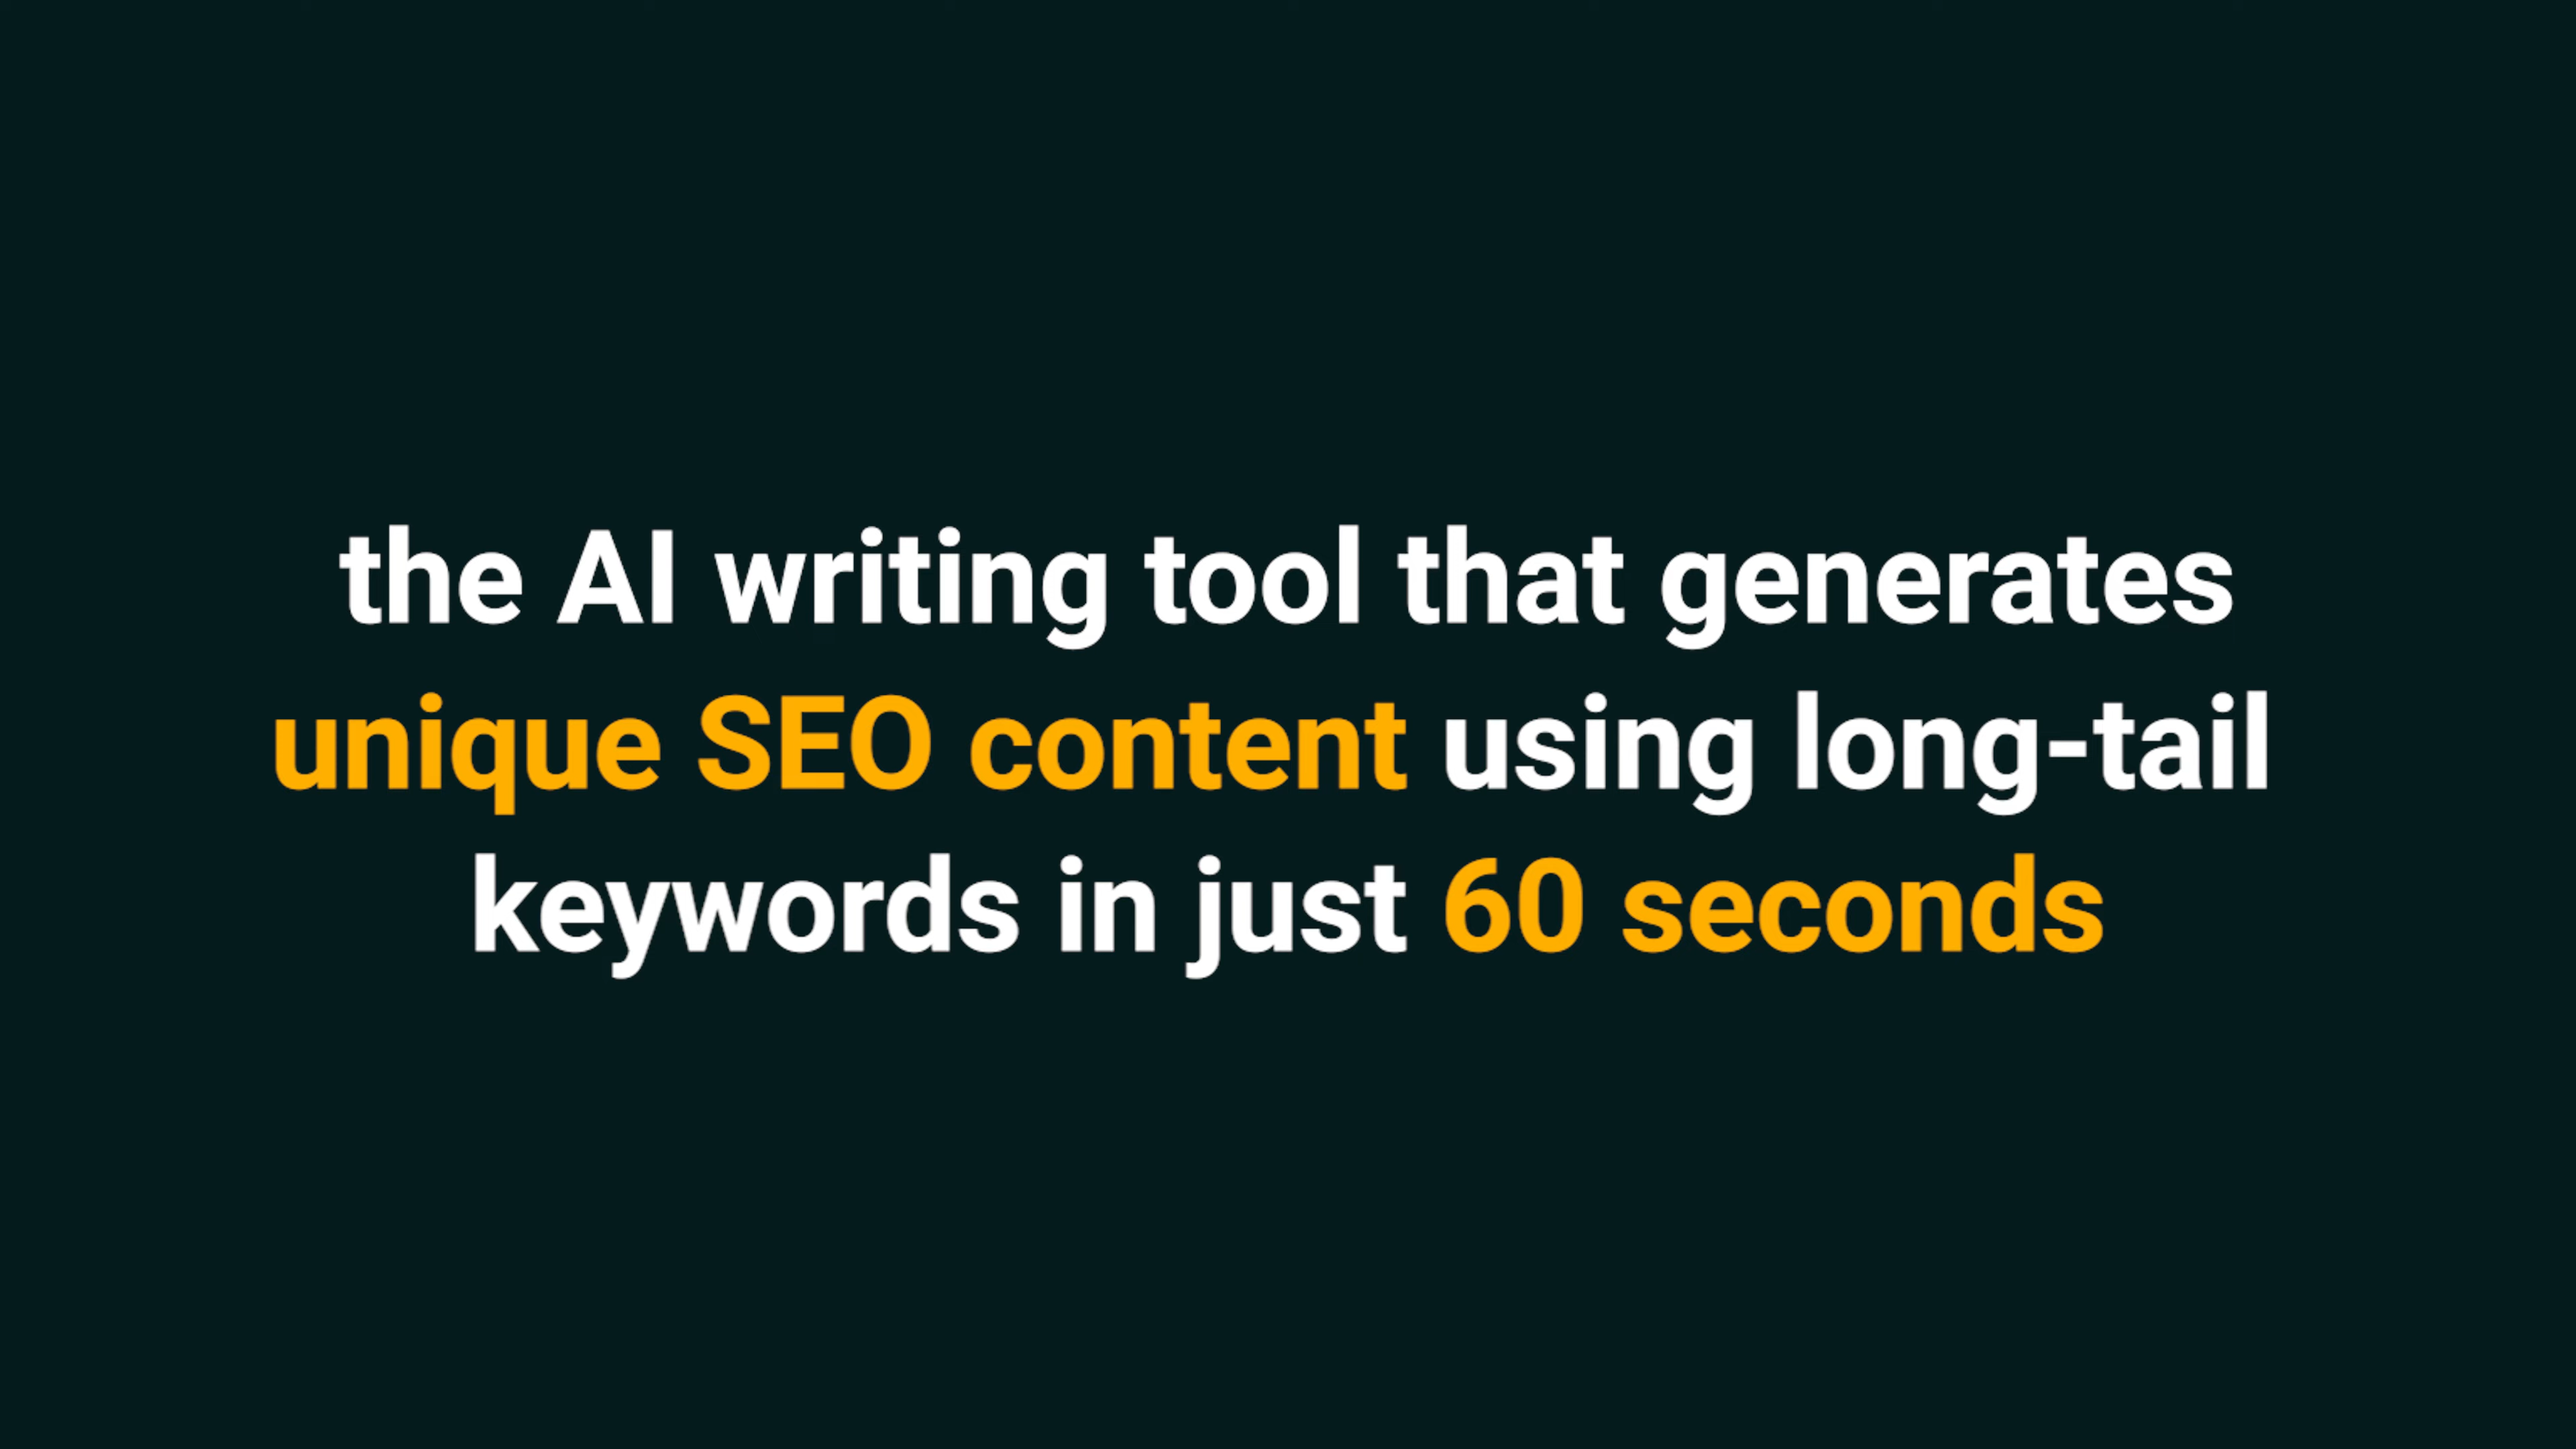 the AI writing tool that generates
unique SEO content using long-tail
keywords in just 60 seconds